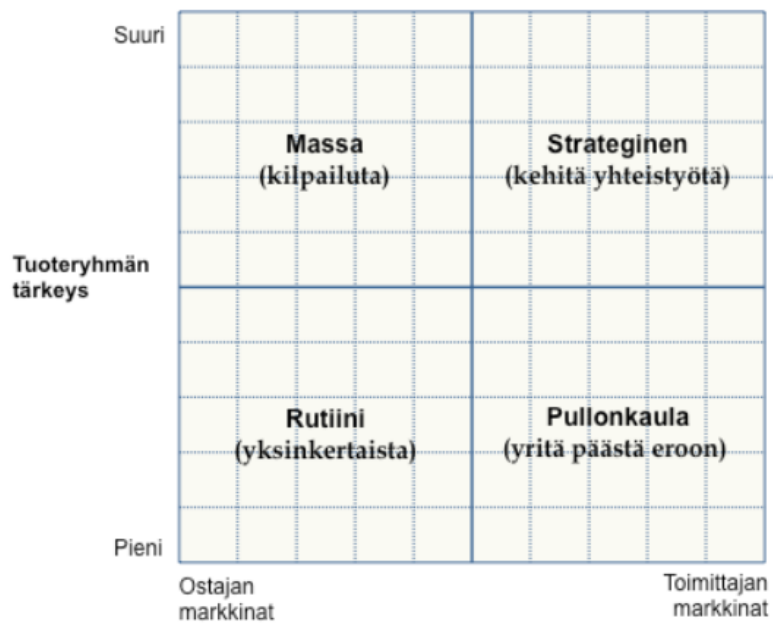 Suuri
Massa
(kilpailuta)
Strateginen
(kehitä yhteistyötä)
Tuoteryhmän
tärkeys
Rutiini
(yksinkertaista)
Pullonkaula
(yritä päästä eroon)
Pieni
Ostajan
markkinat
Toimittajan
markkinat